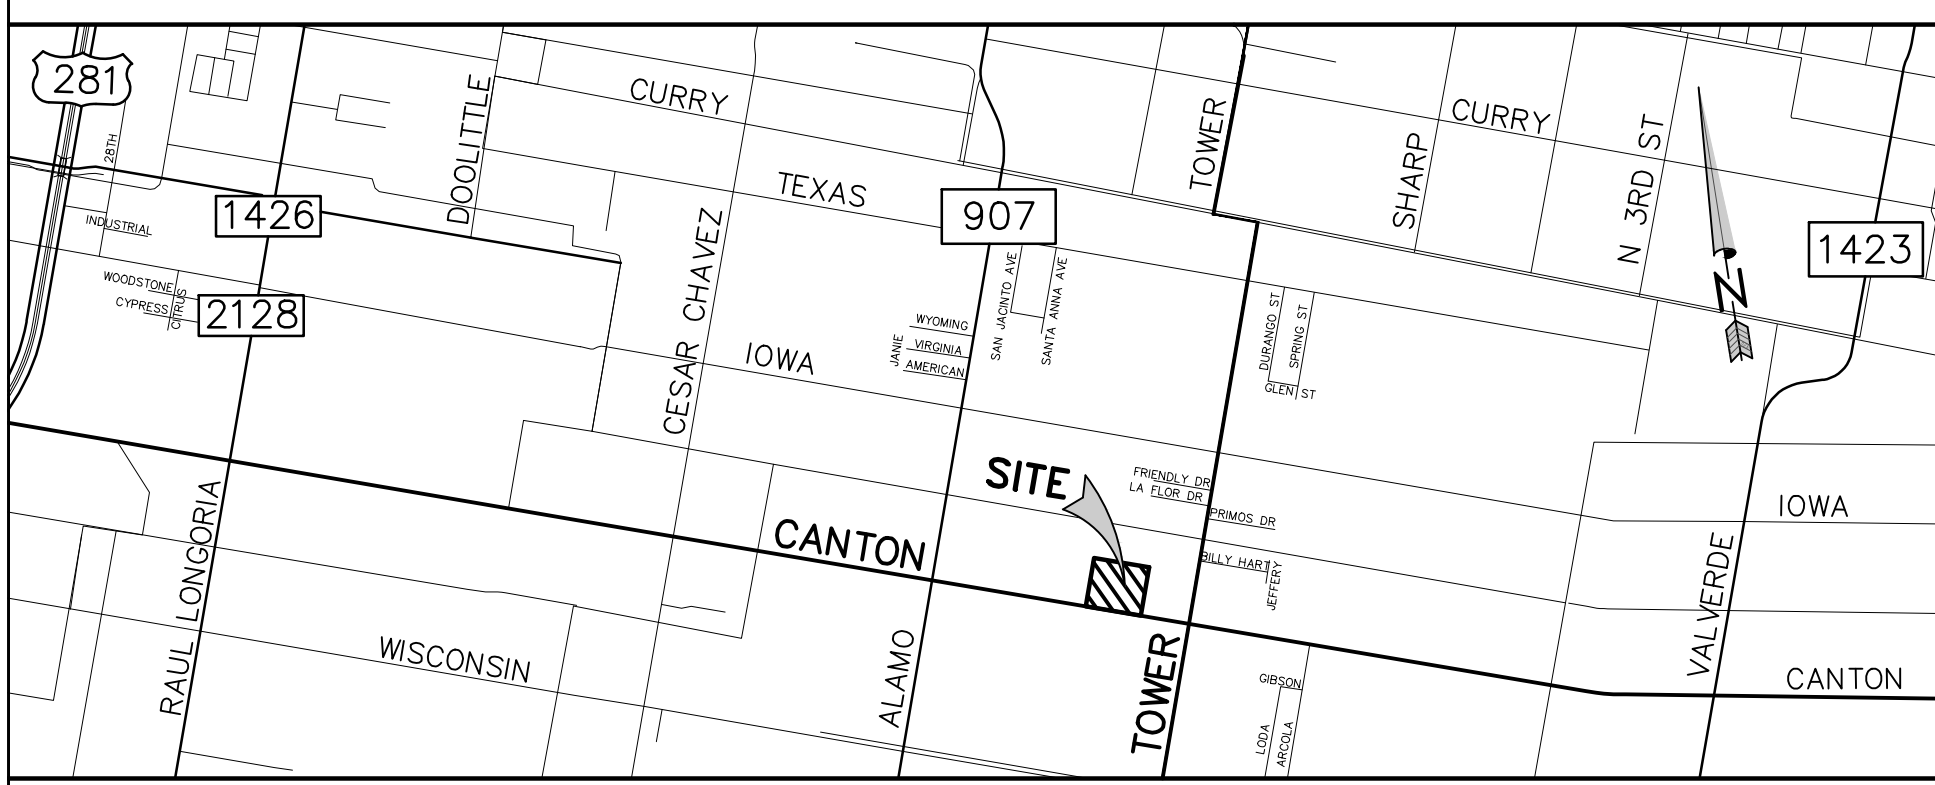 281
CURRY
CURRY
DOOLITTLE
TOWER
SHARP
N 3RD ST
28TH
TEXAS
1426
907
1423
INDUSTRIAL
WOODSTONE
CYPRESS
CITRUS
2128
CESAR CHAVEZ
SAN JACINTO AVE
SANTA ANNA AVE
N
WYOMING
VIRGINIA
AMERICAN
JANIE
DURANGO ST
SPRING ST
GLEN ST
IOWA
SITE
FRIENDLY DR
LA FLOR DR
PRIMOS DR
IOWA
RAUL LONGORIA
CANTON
BILLY HART
JEFFERY
VALVERDE
WISCONSIN
ALAMO
TOWER
GIBSON
LODA
ARCOLA
CANTON